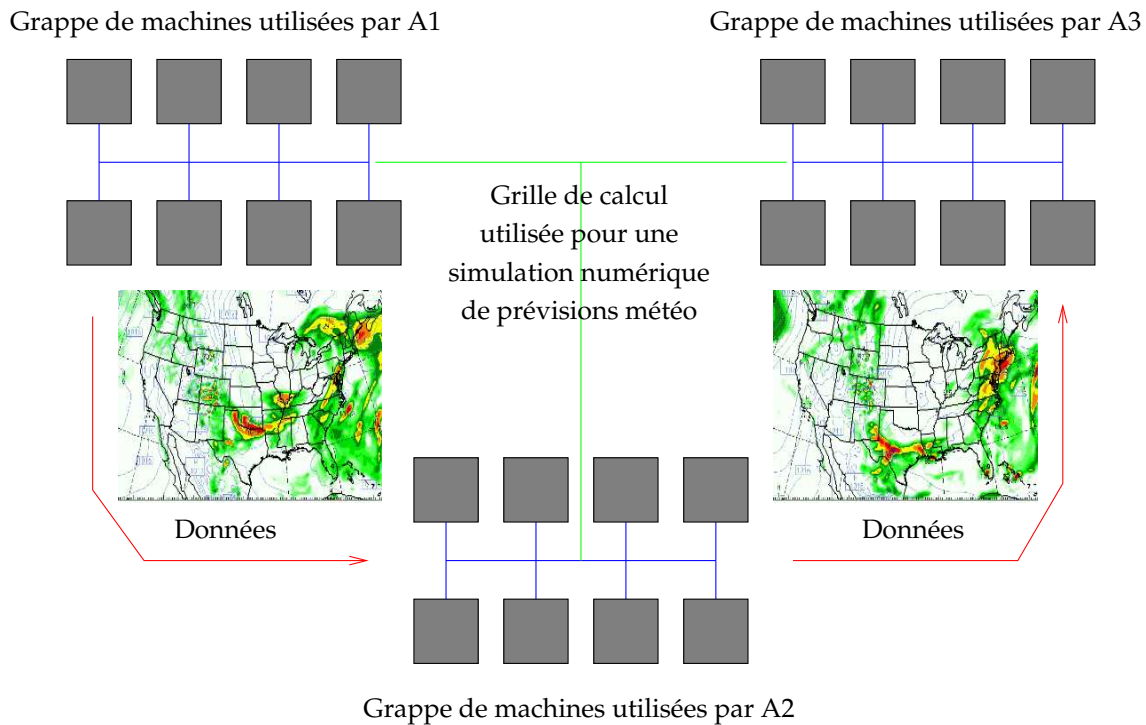 Grappe de machines utilisées par A1
Grappe de machines utilisées par A3
Grille de calcul
utilisée pour une
simulation numérique
de prévisions météo
Données
Données
Grappe de machines utilisées par A2